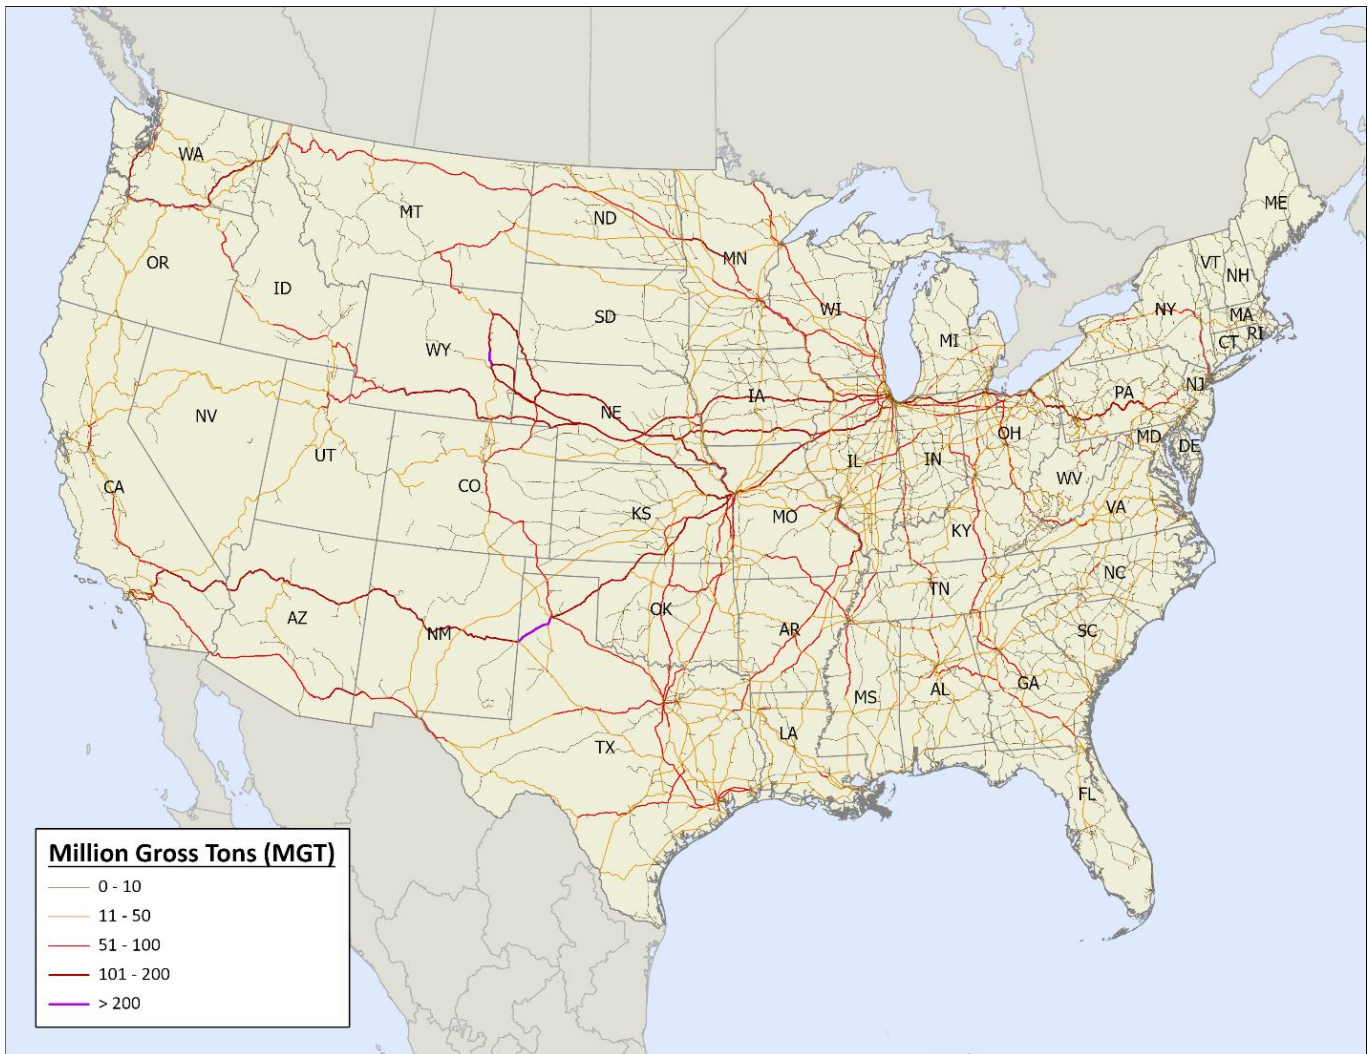 WA
MT
ND
MN
ME
VT
NH
OR
ID
SD
WI
MI
NY
MA
RI
CT
WY
NE
IA
PA
NJ
NV
UT
CO
IL
IN
OH
MD
DE
WV
CA
KS
MO
KY
VA
AZ
NM
OK
AR
TN
NC
SC
TX
LA
MS
AL
GA
FL
Million Gross Tons (MGT)
0 - 10
11 - 50
51 - 100
101 - 200
> 200